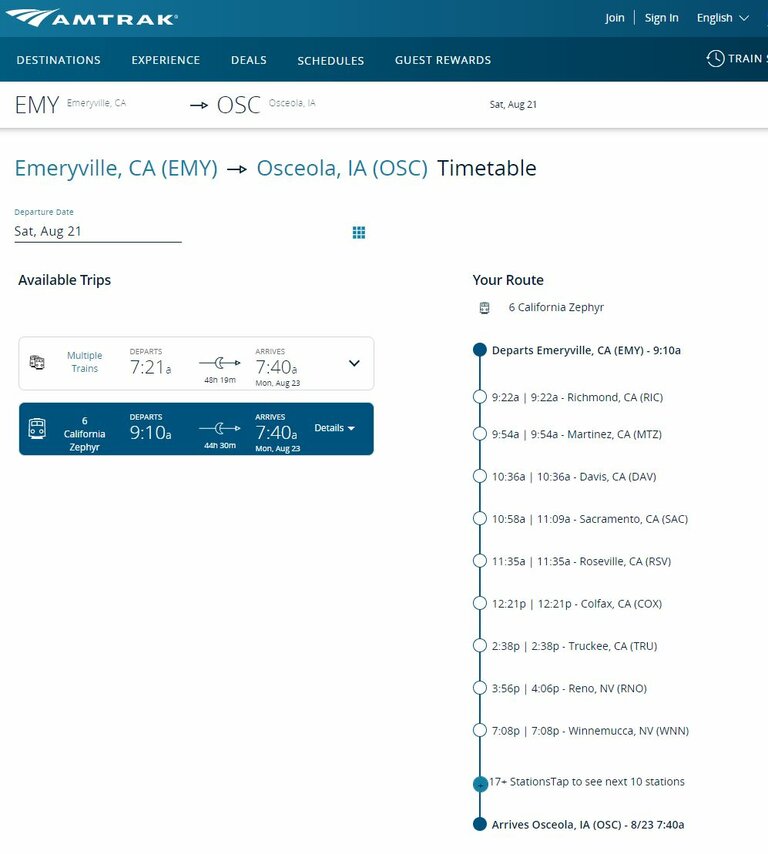 AMTRAK
Join Sign In English
DESTINATIONS EXPERIENCE DEALS SCHEDULES GUEST REWARDS TRAIN S
EMY Emeryville, CA OSC Osceola, IA Sat, Aug 21
Emeryville, CA (EMY) → Osceola, IA (OSC) Timetable
Departure Date
Sat, Aug 21
Available Trips
Multiple
Trains
DEPARTS
7:21a
48h 19m
ARRIVES
7:40a
Mon, Aug 23
6
California
Zephyr
DEPARTS
9:10a
44h 30m
ARRIVES
7:40a
Mon, Aug 23
Details
Your Route
6 California Zephyr
Departs Emeryville, CA (EMY) - 9:10a
9:22a | 9:22a - Richmond, CA (RIC)
9:54a | 9:54a - Martinez, CA (MTZ)
10:36a | 10:36a - Davis, CA (DAV)
10:58a | 11:09a - Sacramento, CA (SAC)
11:35a | 11:35a - Roseville, CA (RSV)
12:21p | 12:21p - Colfax, CA (COX)
2:38p | 2:38p - Truckee, CA (TRU)
3:56p | 4:06p - Reno, NV (RNO)
7:08p | 7:08p - Winnemucca, NV (WNN)
17+ StationsTap to see next 10 stations
Arrives Osceola, IA (OSC) - 8/23 7:40a